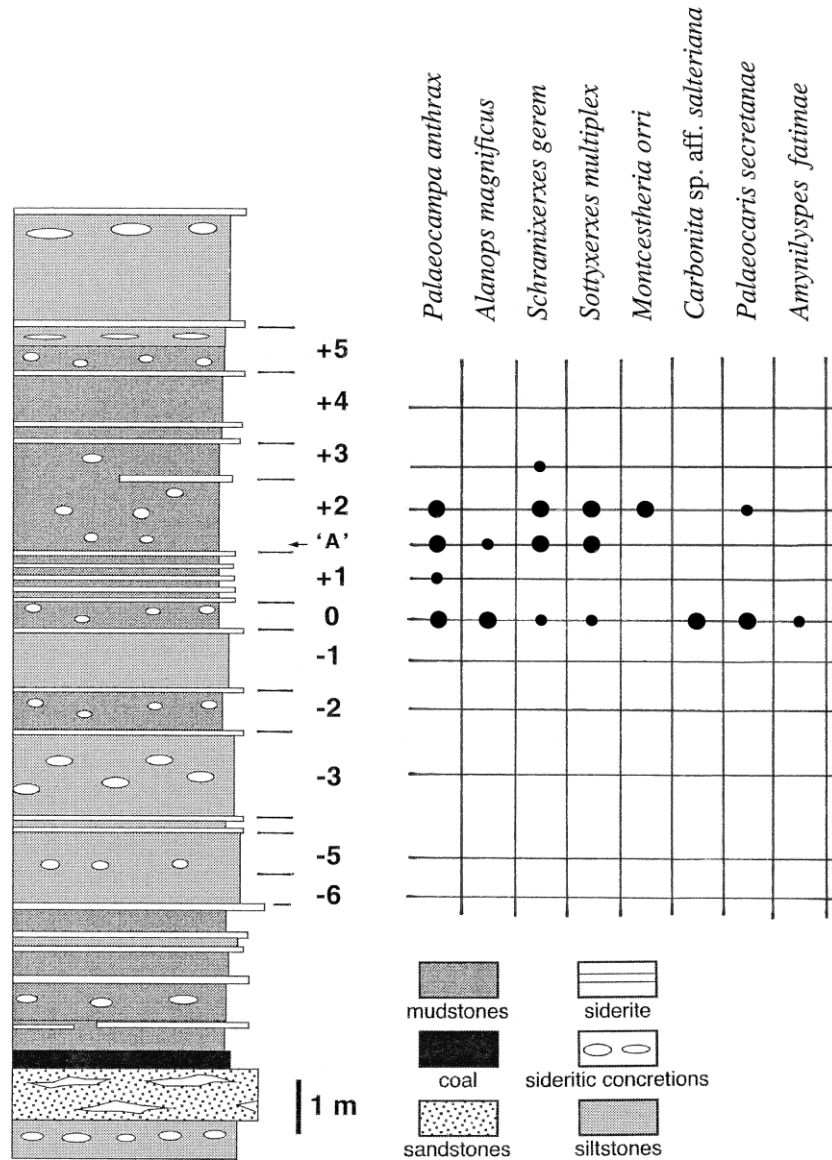 Palaeocampa anthrax
Alanops magnificus
Schramixerxes gerem
Sottyxerxes multiplex
Montcestheria orri
Carbonita sp. aff. salteriana
Palaeocaris secretanae
Amynilyspes fatimae
+5
+4
+3
+2
'A'
+1
0
-1
-2
-3
-5
-6
mudstones
siderite
coal
sideritic concretions
1 m
sandstones
siltstones